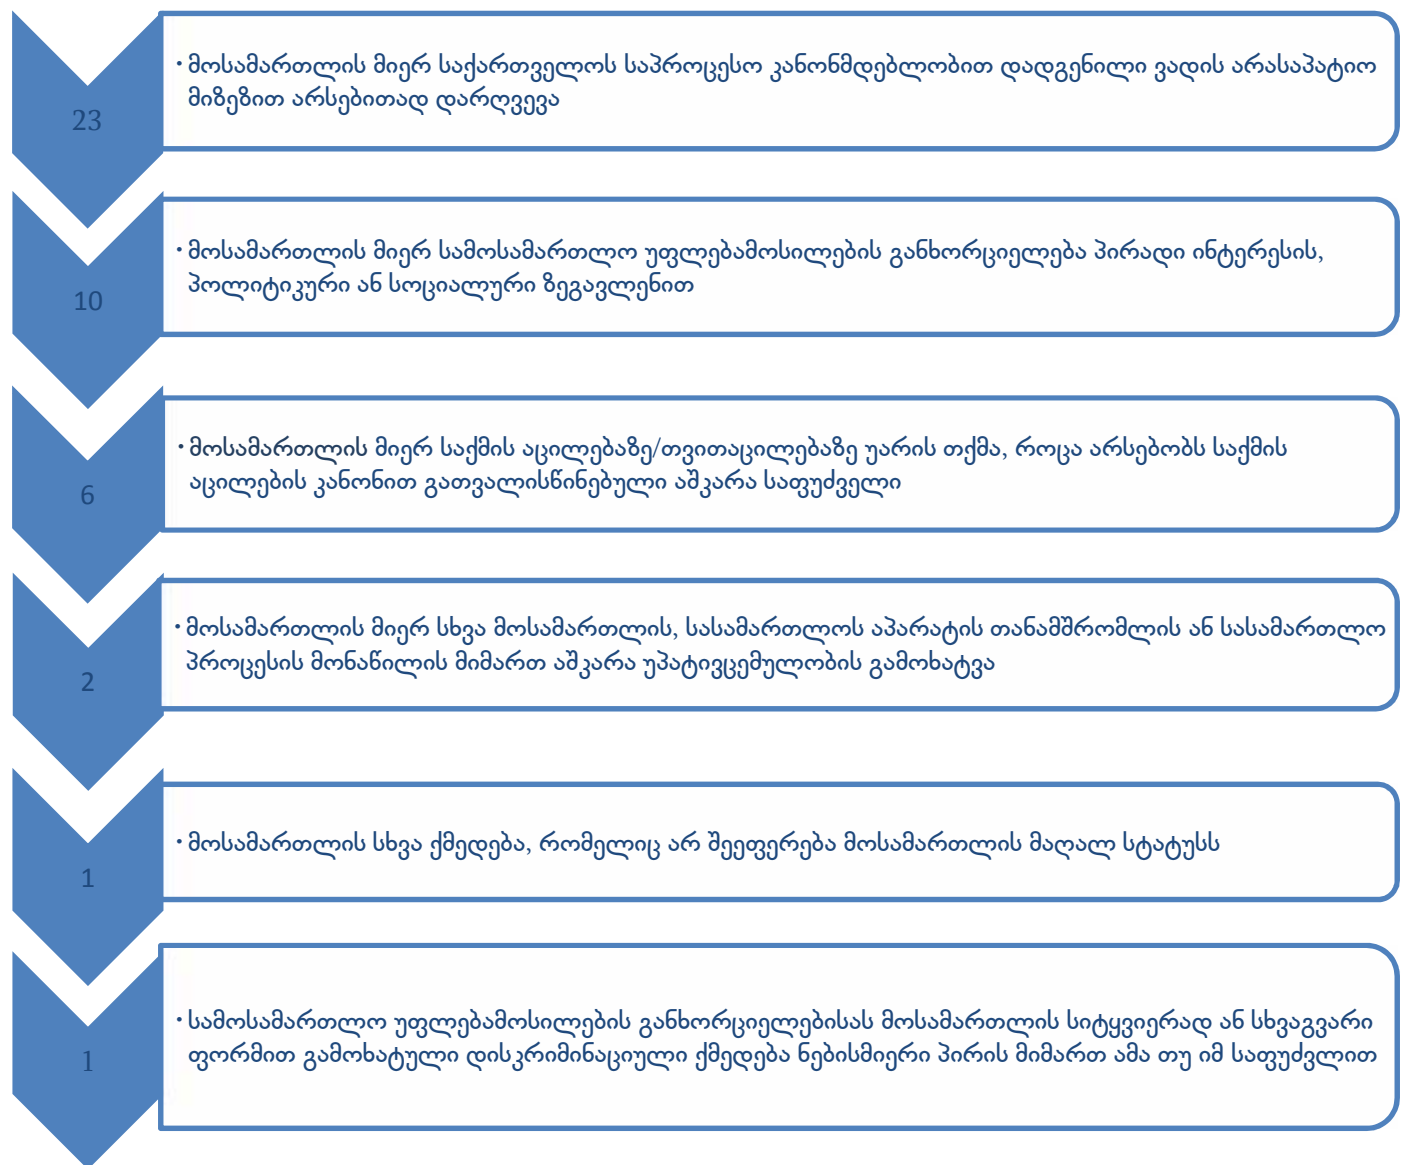 23
• მოსამართლის მიერ საქართველოს საპროცესო კანონმდებლობით დადგენილი ვადის არასაპატიო
მიზეზით არსებითად დარღვევა
10
• მოსამართლის მიერ სამოსამართლო უფლებამოსილების განხორციელება პირადი ინტერესის,
პოლიტიკური ან სოციალური ზეგავლენით
6
• მოსამართლის მიერ საქმის აცილებაზე/თვითაცილებაზე უარის თქმა, როცა არსებობს საქმის
აცილების კანონით გათვალისწინებული აშკარა საფუძველი
2
• მოსამართლის მიერ სხვა მოსამართლის, სასამართლოს აპარატის თანამშრომლის ან სასამართლო
პროცესის მონაწილის მიმართ აშკარა უპატივცემულობის გამოხატვა
1
• მოსამართლის სხვა ქმედება, რომელიც არ შეეფერება მოსამართლის მაღალ სტატუსს
1
• სამოსამართლო უფლებამოსილების განხორციელებისას მოსამართლის სიტყვიერად ან სხვაგვარი
ფორმით გამოხატული დისკრიმინაციული ქმედება ნებისმიერი პირის მიმართ ამა თუ იმ საფუძვლით